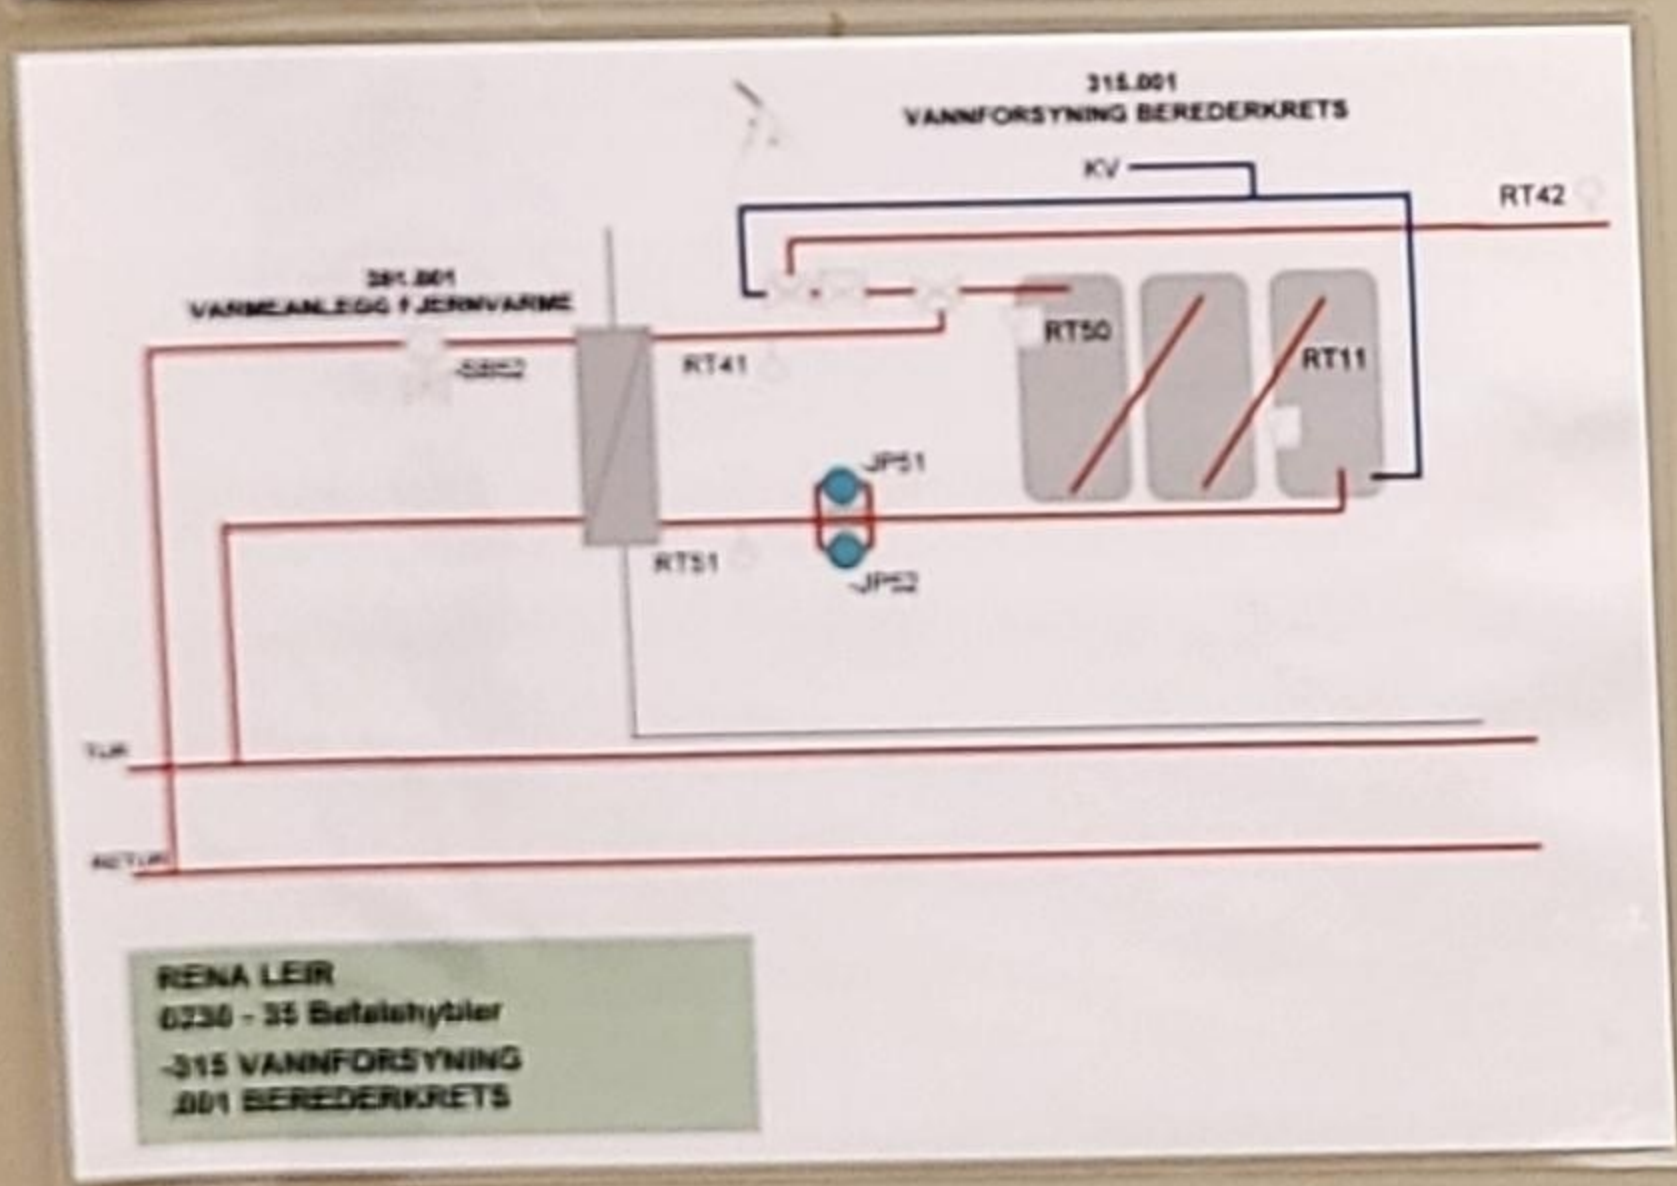 315.001
VANNFORSYNING BEREDERKRETS
KV
RT42
VARMEANLEGG FJERNVARME
RT50
RT41
RT11
-JP51
RT51
-JP52
TUR
RETUR
RENA LEIR
0230 - 35 Befalshybler
-315 VANNFORSYNING
.001 BEREDERKRETS